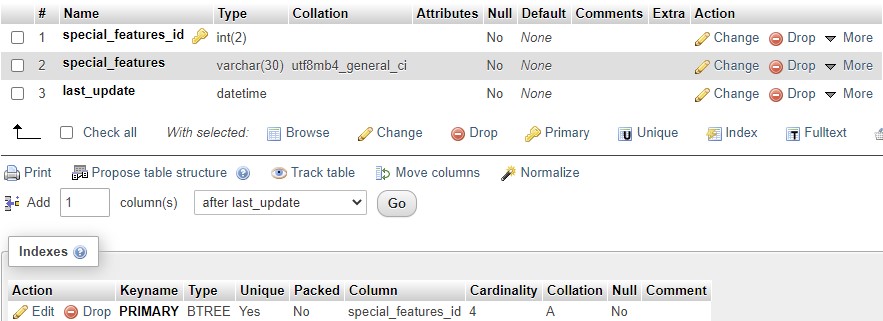 # Name Type Collation Attributes Null Default Comments Extra Action
1 special_features_id int(2) No None Change Drop More
2 special_features varchar(30) utf8mb4_general_ci No None Change Drop More
3 last_update datetime No None Change Drop More
Check all With selected: Browse Change Drop Primary Unique Index Fulltext
Print Propose table structure Track table Move columns Normalize
Add 1 column(s) after last_update Go
Indexes
Action Keyname Type Unique Packed Column Cardinality Collation Null Comment
Edit Drop PRIMARY BTREE Yes No special_features_id 4 A No